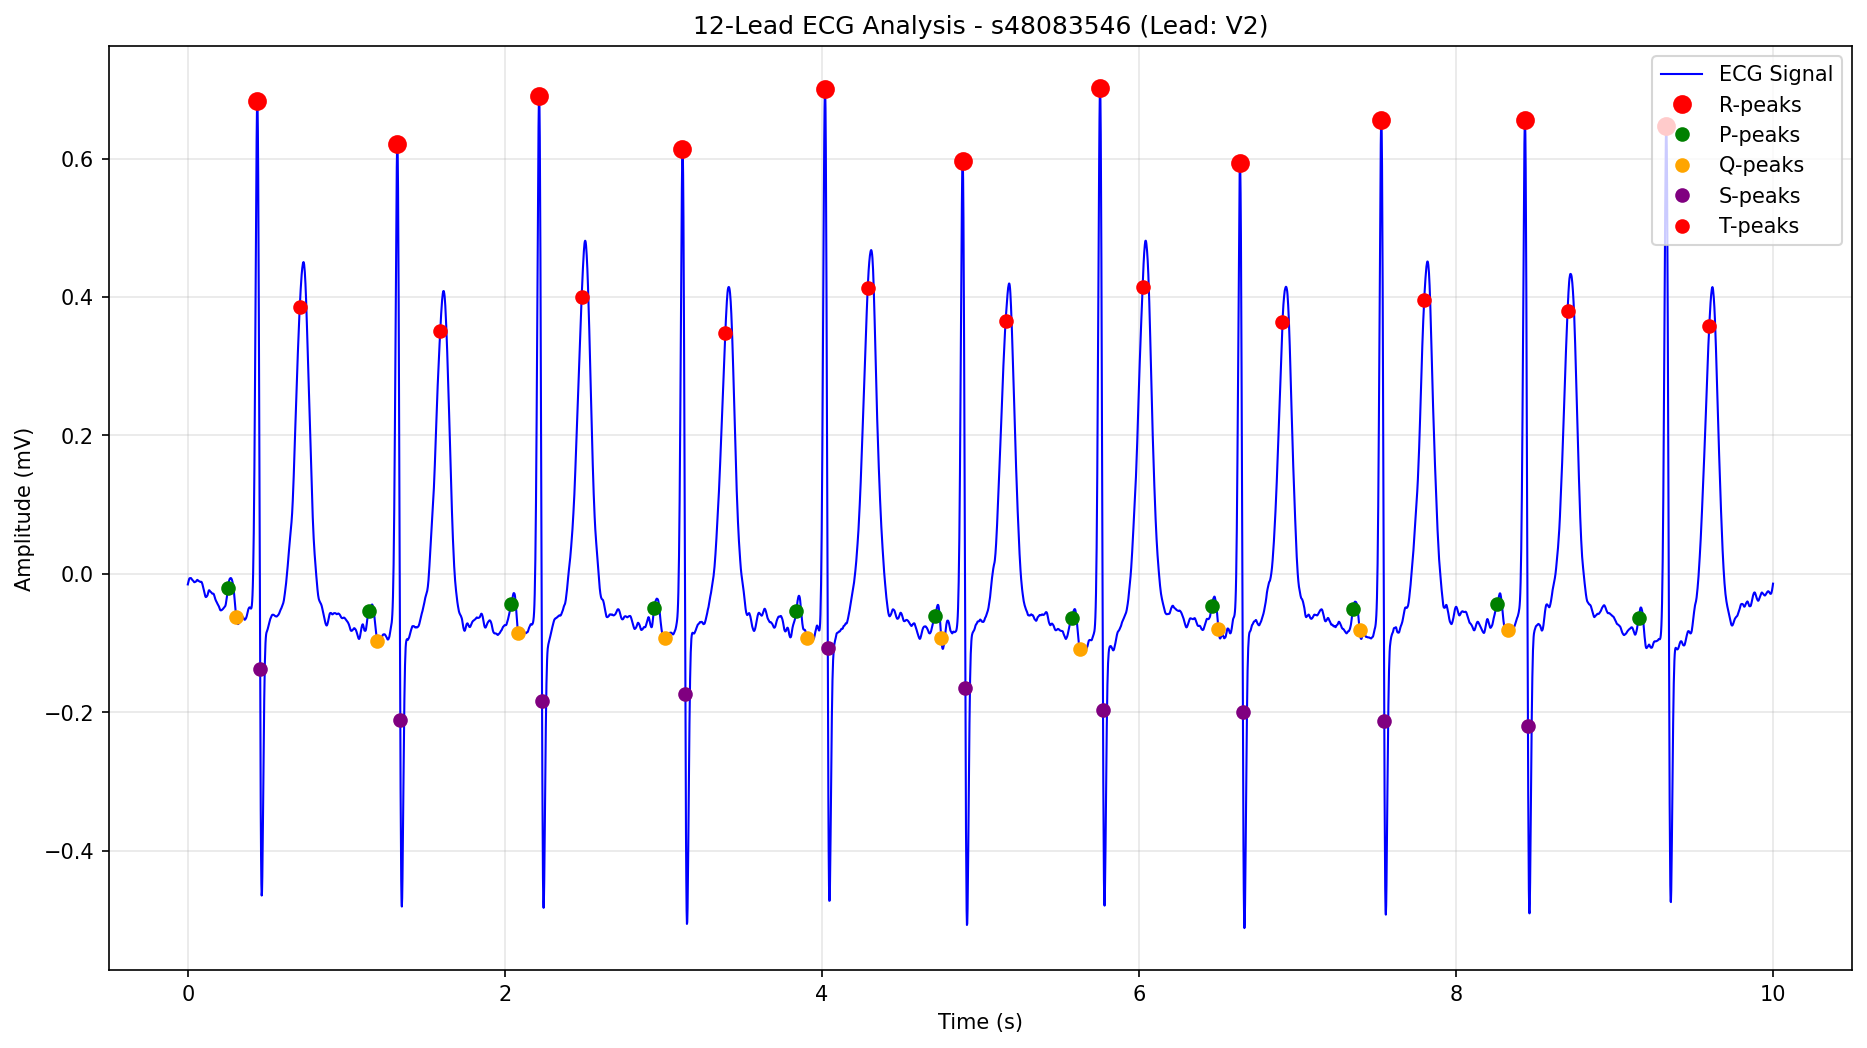 12-Lead ECG Analysis - s48083546 (Lead: V2)
ECG Signal
R-peaks
P-peaks
Q-peaks
S-peaks
T-peaks
Amplitude (mV)
0.6
0.4
0.2
0.0
−0.2
−0.4
0 2 4 6 8 10
Time (s)